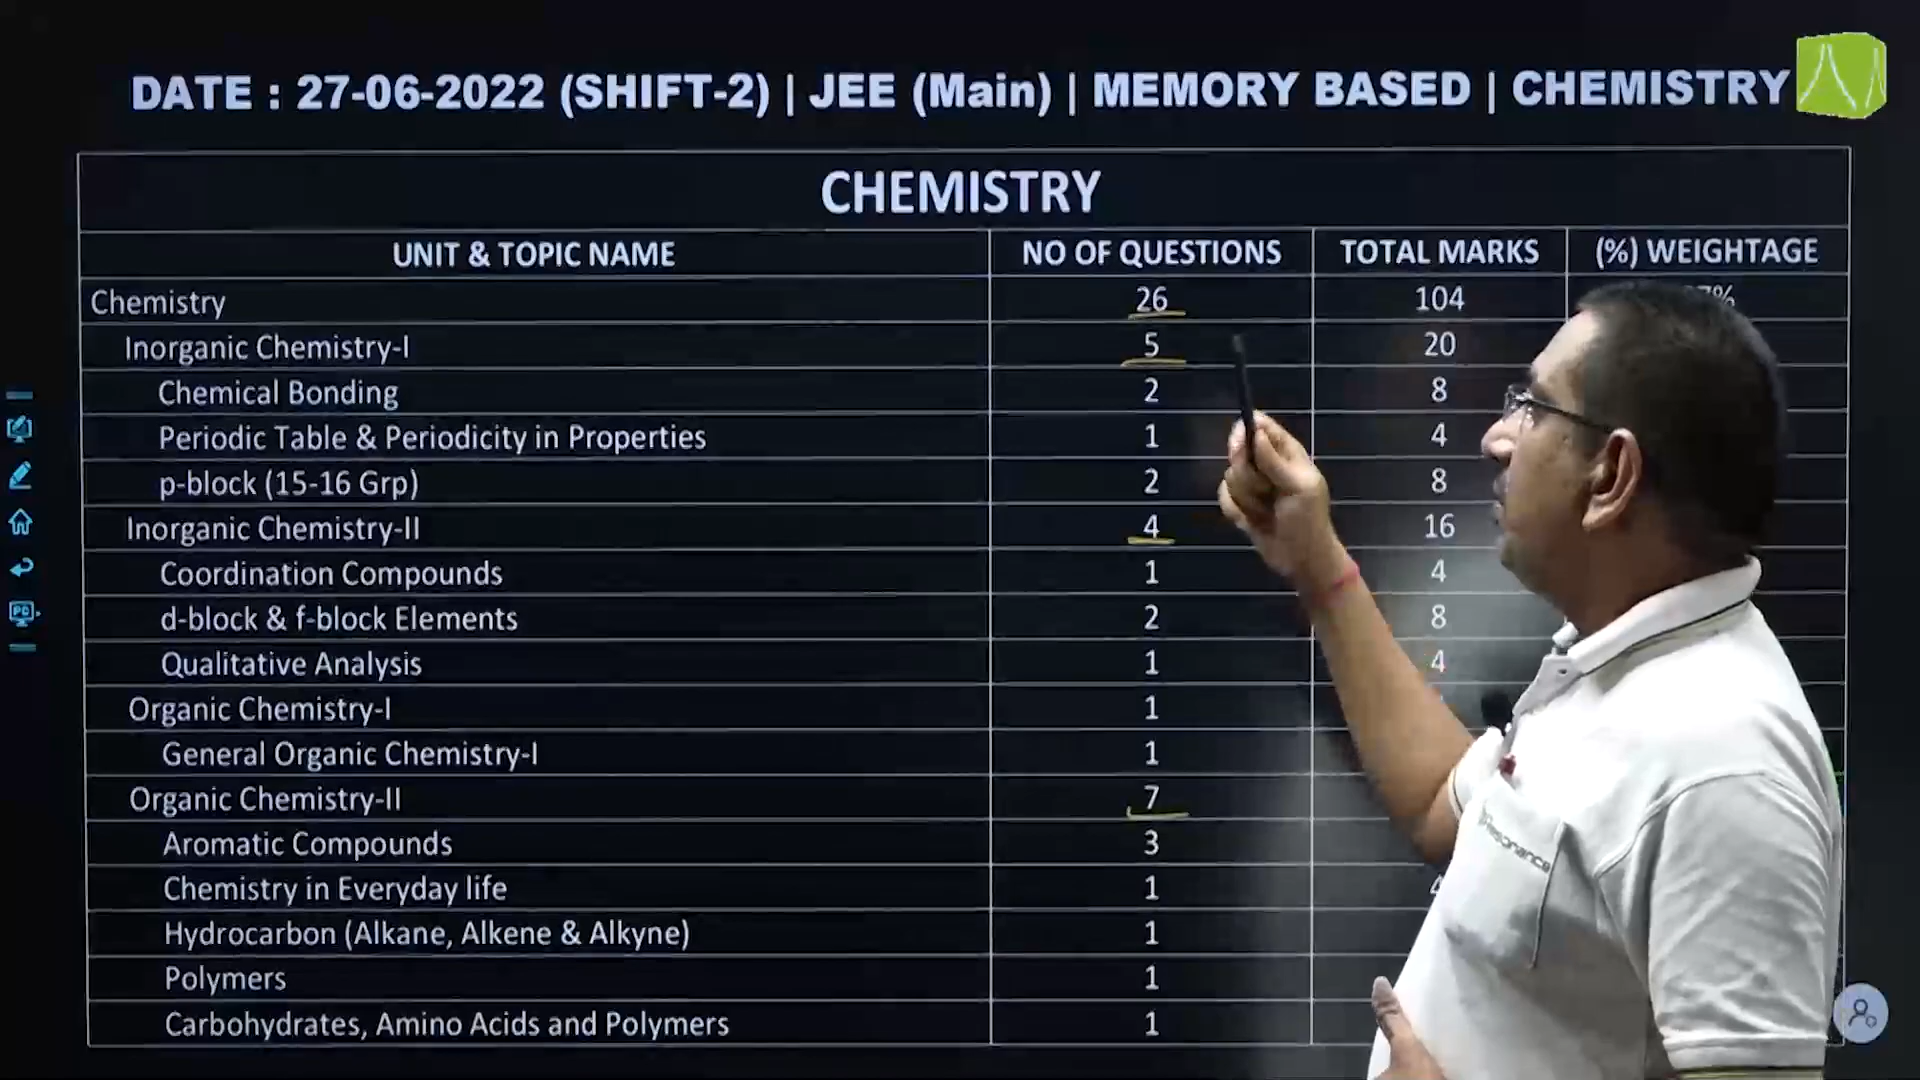 DATE : 27-06-2022 (SHIFT-2) | JEE (Main) | MEMORY BASED | CHEMISTRY
CHEMISTRY
UNIT & TOPIC NAME NO OF QUESTIONS TOTAL MARKS (%) WEIGHTAGE
Chemistry 26 104
Inorganic Chemistry-I 5 20
Chemical Bonding 2 8
Periodic Table & Periodicity in Properties 1 4
p-block (15-16 Grp) 2 8
Inorganic Chemistry-II 4 16
Coordination Compounds 1 4
d-block & f-block Elements 2 8
Qualitative Analysis 1 4
Organic Chemistry-I 1
General Organic Chemistry-I 1
Organic Chemistry-II 7
Aromatic Compounds 3
Chemistry in Everyday life 1 4
Hydrocarbon (Alkane, Alkene & Alkyne) 1
Polymers 1
Carbohydrates, Amino Acids and Polymers 1
Resonance
PC